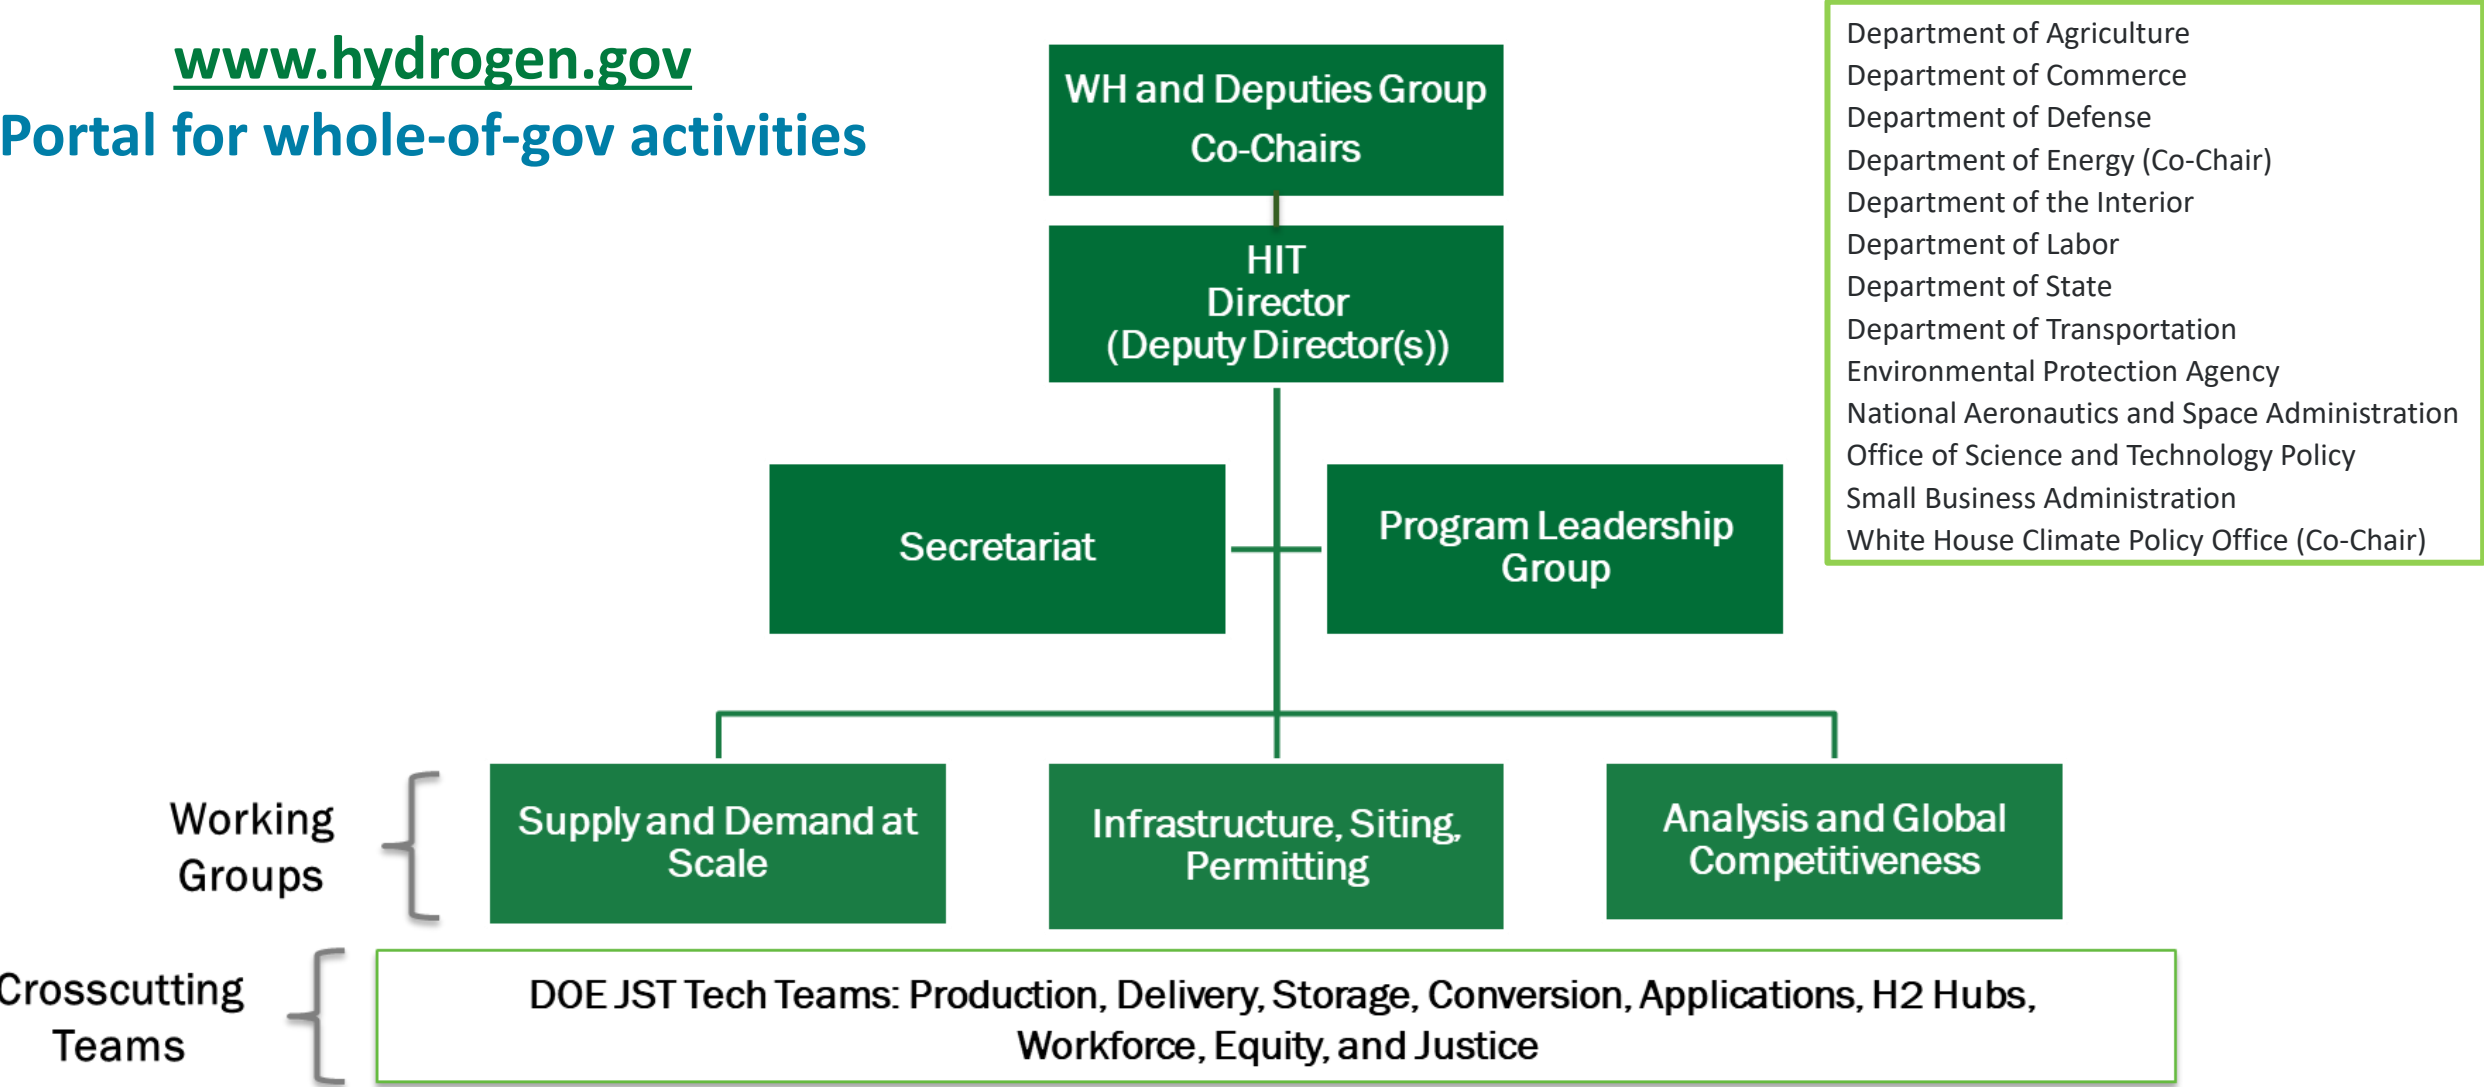 www.hydrogen.gov
Portal for whole-of-gov activities
WH and Deputies Group
Co-Chairs
HIT
Director
(Deputy Director(s))
Department of Agriculture
Department of Commerce
Department of Defense
Department of Energy (Co-Chair)
Department of the Interior
Department of Labor
Department of State
Department of Transportation
Environmental Protection Agency
National Aeronautics and Space Administration
Office of Science and Technology Policy
Small Business Administration
White House Climate Policy Office (Co-Chair)
Secretariat
Program Leadership
Group
Working
Groups
Supply and Demand at
Scale
Infrastructure, Siting,
Permitting
Analysis and Global
Competitiveness
Crosscutting
Teams
DOE JST Tech Teams: Production, Delivery, Storage, Conversion, Applications, H2 Hubs,
Workforce, Equity, and Justice